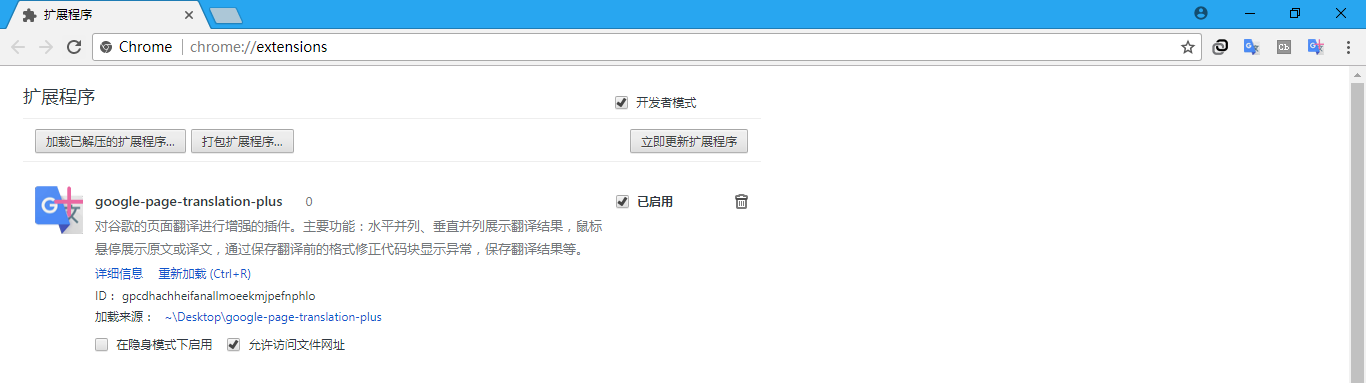 扩展程序
Chrome chrome://extensions
扩展程序
开发者模式
加载已解压的扩展程序... 打包扩展程序... 立即更新扩展程序
google-page-translation-plus 0 已启用
对谷歌的页面翻译进行增强的插件。主要功能：水平并列、垂直并列展示翻译结果，鼠标
悬停展示原文或译文，通过保存翻译前的格式修正代码块显示异常，保存翻译结果等。
详细信息 重新加载 (Ctrl+R)
ID： gpcdhachheifanallmoeekmjpefnphlo
加载来源： ~\Desktop\google-page-translation-plus
在隐身模式下启用 允许访问文件网址